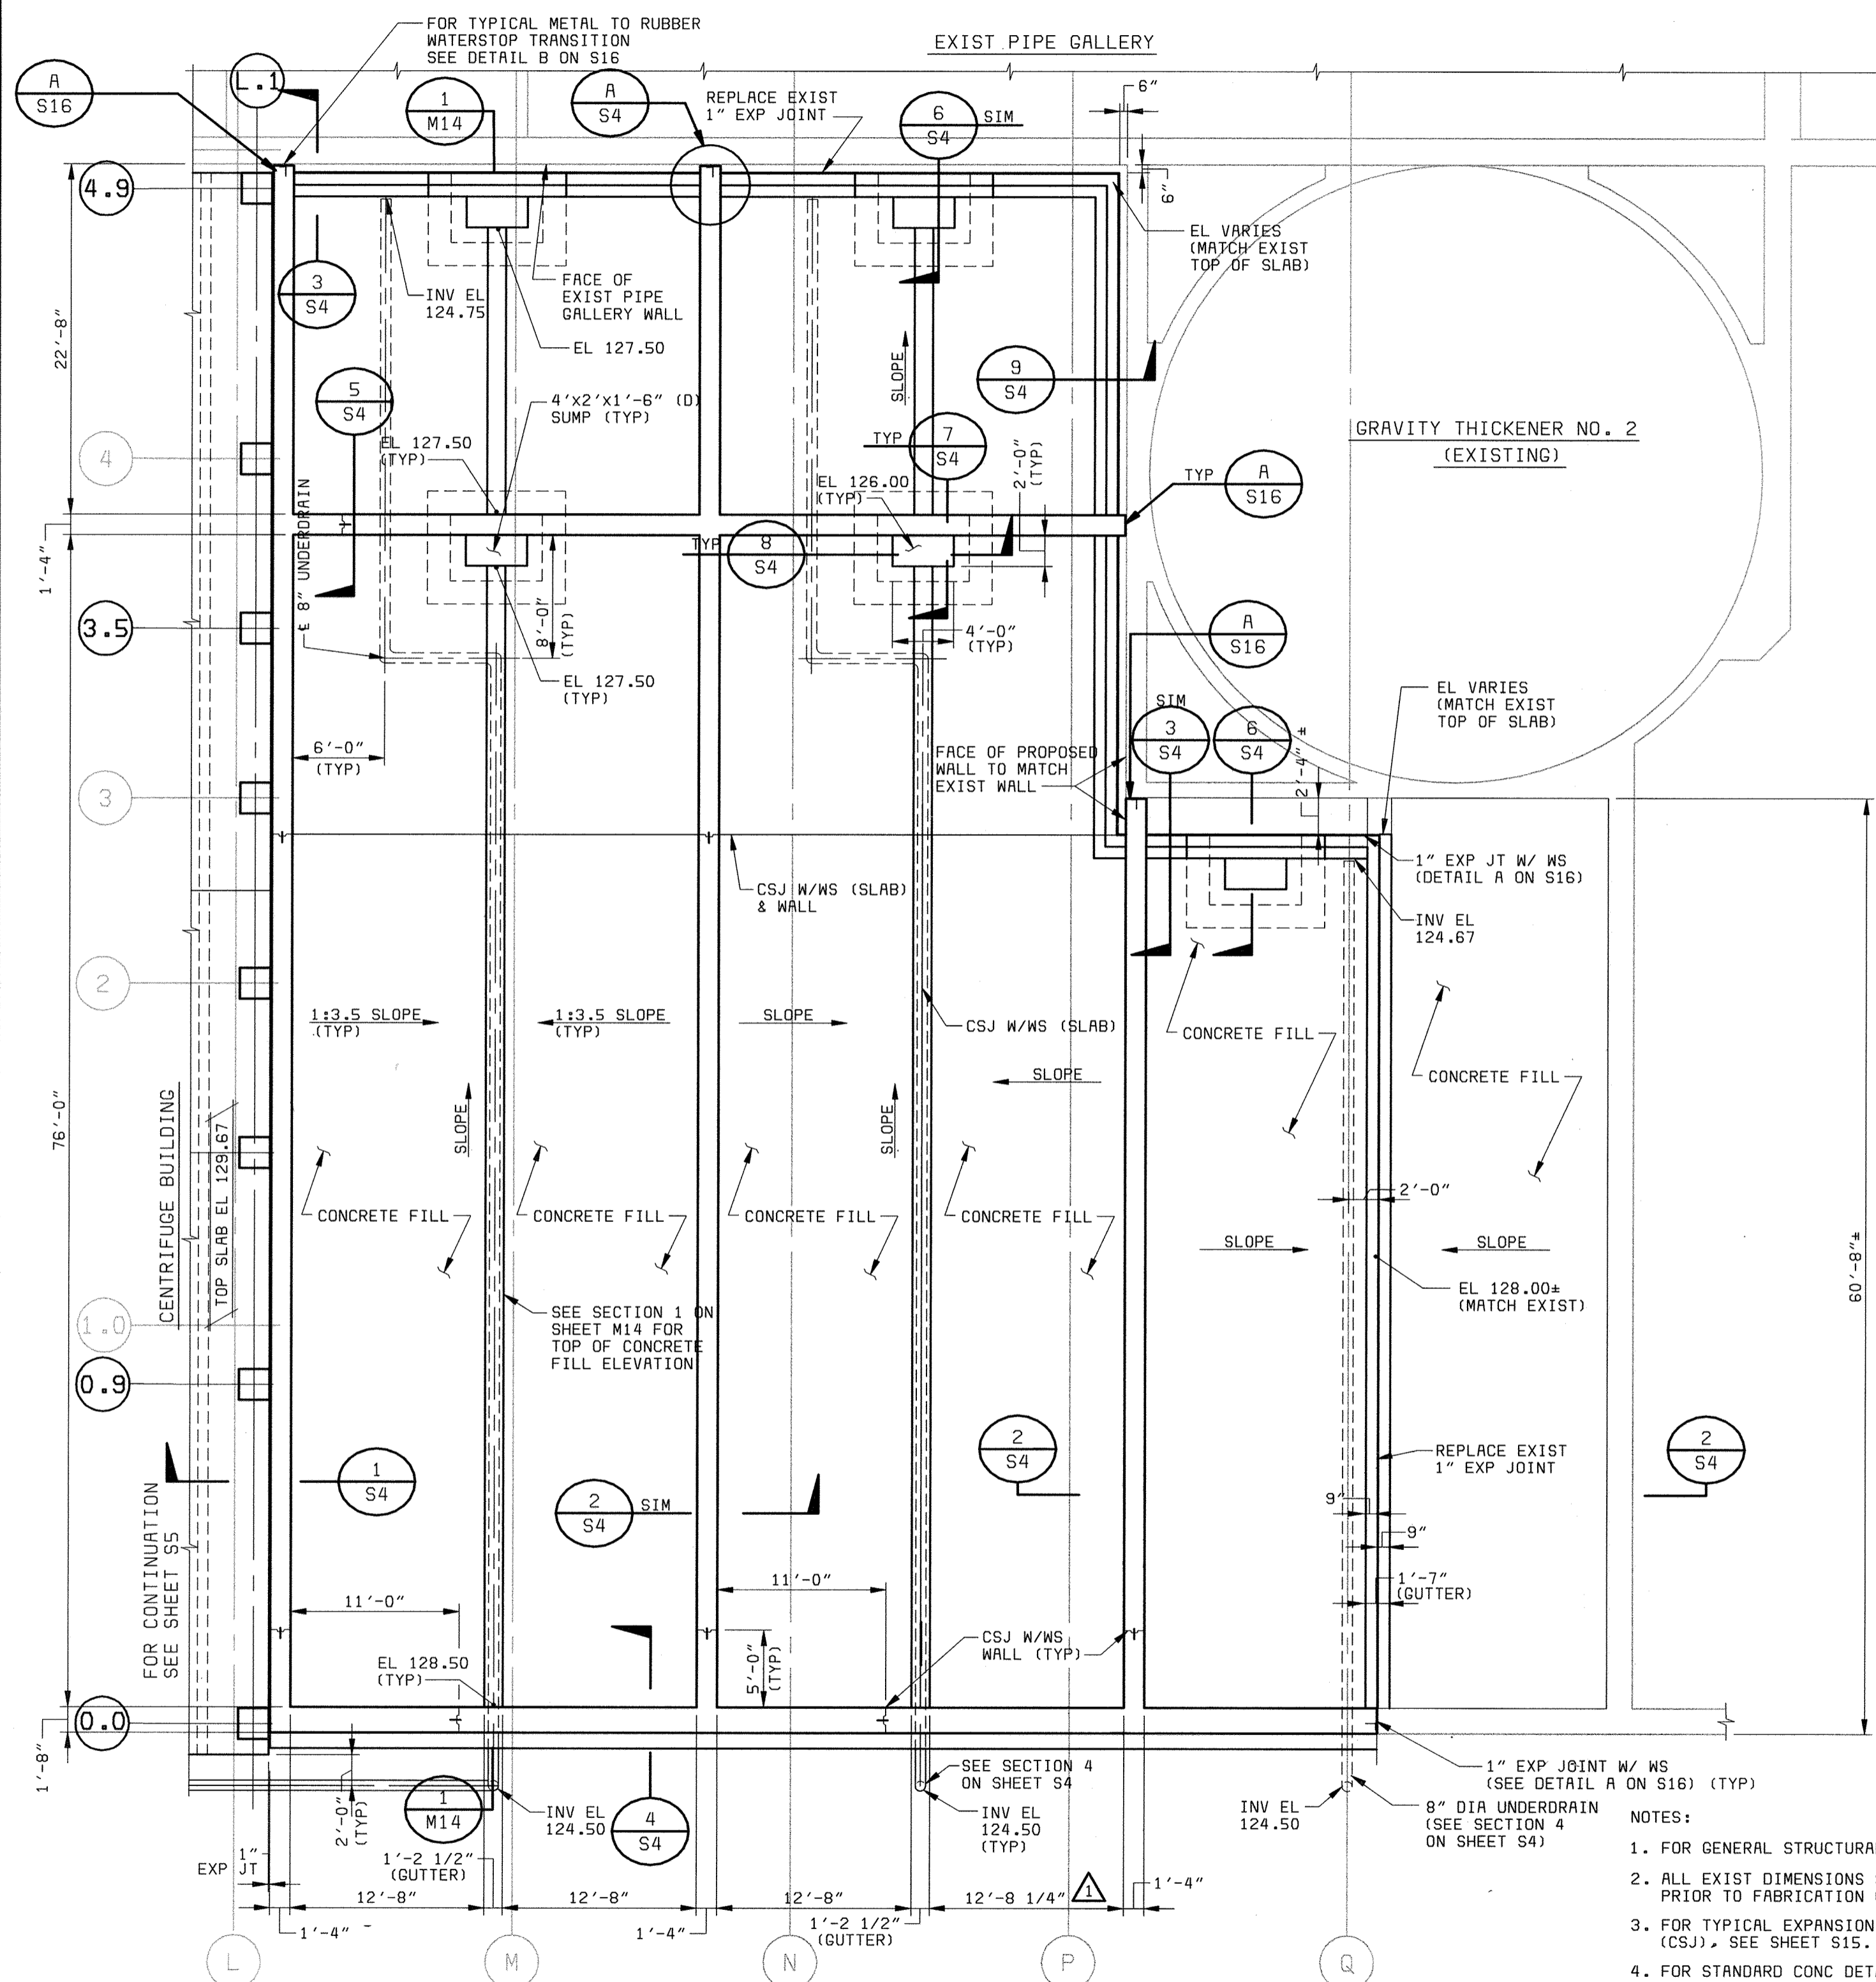 FOR TYPICAL METAL TO RUBBER
WATERSTOP TRANSITION
SEE DETAIL B ON S16
EXIST PIPE GALLERY
A
S16
L.1
1
M14
A
S4
REPLACE EXIST
1" EXP JOINT
6
S4
SIM
6"
6"
4.9
EL VARIES
(MATCH EXIST
TOP OF SLAB)
3
S4
INV EL
124.75
FACE OF
EXIST PIPE
GALLERY WALL
EL 127.50
22'-8"
SLOPE
9
S4
5
S4
4'x2'x1'-6" (D)
SUMP (TYP)
GRAVITY THICKENER NO. 2
(EXISTING)
4
EL 127.50
(TYP)
TYP
7
S4
2'-0"
(TYP)
EL 126.00
(TYP)
TYP
A
S16
8" UNDERDRAIN
1'-4"
TYP
8
S4
3.5
8'-0"
(TYP)
4'-0"
(TYP)
A
S16
EL 127.50
(TYP)
EL VARIES
(MATCH EXIST
TOP OF SLAB)
SIM
3
S4
6
S4
2'-4" ±
6'-0"
(TYP)
FACE OF PROPOSED
WALL TO MATCH
EXIST WALL
3
1" EXP JT W/ WS
(DETAIL A ON S16)
CSJ W/WS (SLAB)
& WALL
INV EL
124.67
2
1:3.5 SLOPE
(TYP)
1:3.5 SLOPE
(TYP)
SLOPE
CSJ W/WS (SLAB)
CONCRETE FILL
SLOPE
CONCRETE FILL
76'-0"
CENTRIFUGE BUILDING
TOP SLAB EL 129.67
SLOPE
SLOPE
2'-0"
CONCRETE FILL
CONCRETE FILL
CONCRETE FILL
CONCRETE FILL
SLOPE
SLOPE
60'-8"±
EL 128.00±
(MATCH EXIST)
1.0
SEE SECTION 1 ON
SHEET M14 FOR
TOP OF CONCRETE
FILL ELEVATION
0.9
2
S4
2
S4
REPLACE EXIST
1" EXP JOINT
1
S4
2
S4
SIM
9"
9"
FOR CONTINUATION
SEE SHEET S5
11'-0"
11'-0"
1'-7"
(GUTTER)
CSJ W/WS
WALL (TYP)
5'-0"
(TYP)
EL 128.50
(TYP)
0.0
1'-8"
2'-0"
(TYP)
1
M14
INV EL
124.50
4
S4
SEE SECTION 4
ON SHEET S4
INV EL
124.50
(TYP)
INV EL
124.50
1" EXP JOINT W/ WS
(SEE DETAIL A ON S16) (TYP)
8" DIA UNDERDRAIN
(SEE SECTION 4
ON SHEET S4)
1"
EXP JT
1'-2 1/2"
(GUTTER)
12'-8"
12'-8"
12'-8"
12'-8 1/4"
1
1'-4"
1'-4"
1'-4"
1'-2 1/2"
(GUTTER)
L
M
N
P
Q
NOTES:
1. FOR GENERAL STRUCTURA
2. ALL EXIST DIMENSIONS
PRIOR TO FABRICATION
3. FOR TYPICAL EXPANSION
(CSJ), SEE SHEET S15.
4. FOR STANDARD CONC DET